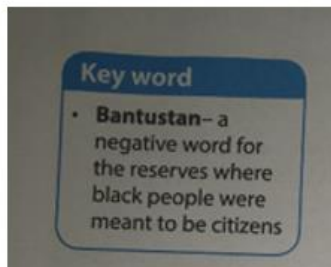 Key word
• Bantustan– a
negative word for
the reserves where
black people were
meant to be citizens